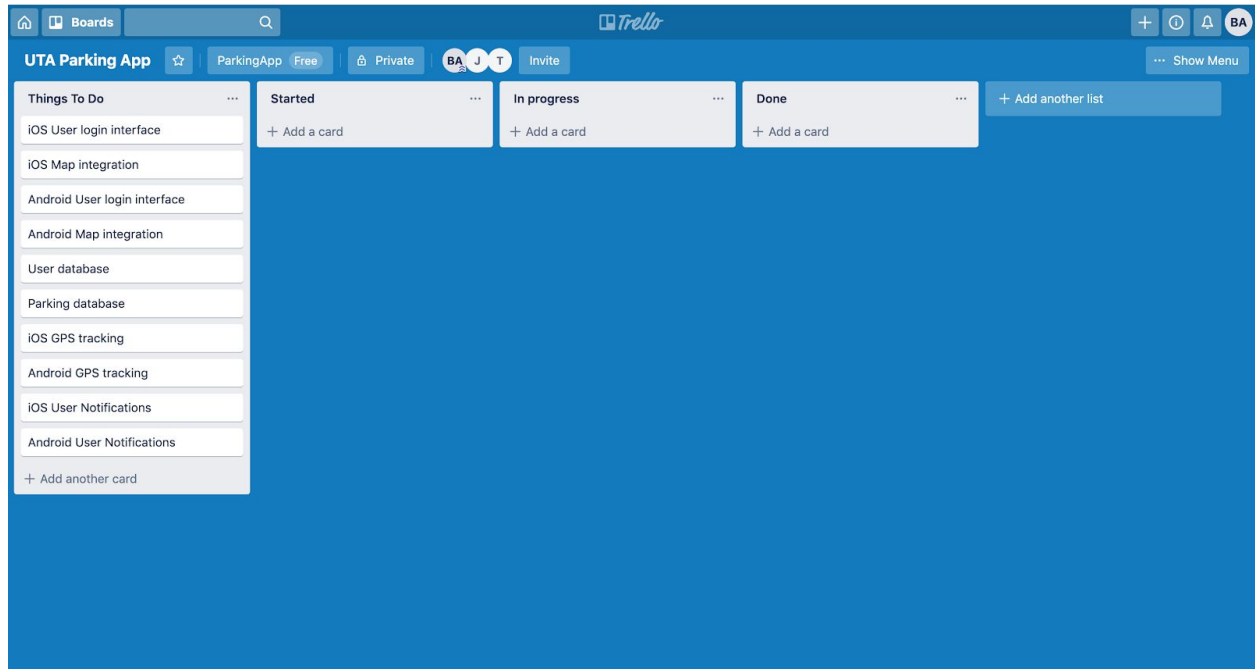 Boards
Trello
BA
UTA Parking App
ParkingApp Free
Private
BA J T
Invite
... Show Menu
Things To Do ...
iOS User login interface
iOS Map integration
Android User login interface
Android Map integration
User database
Parking database
iOS GPS tracking
Android GPS tracking
iOS User Notifications
Android User Notifications
+ Add another card
Started ...
+ Add a card
In progress ...
+ Add a card
Done ...
+ Add a card
+ Add another list